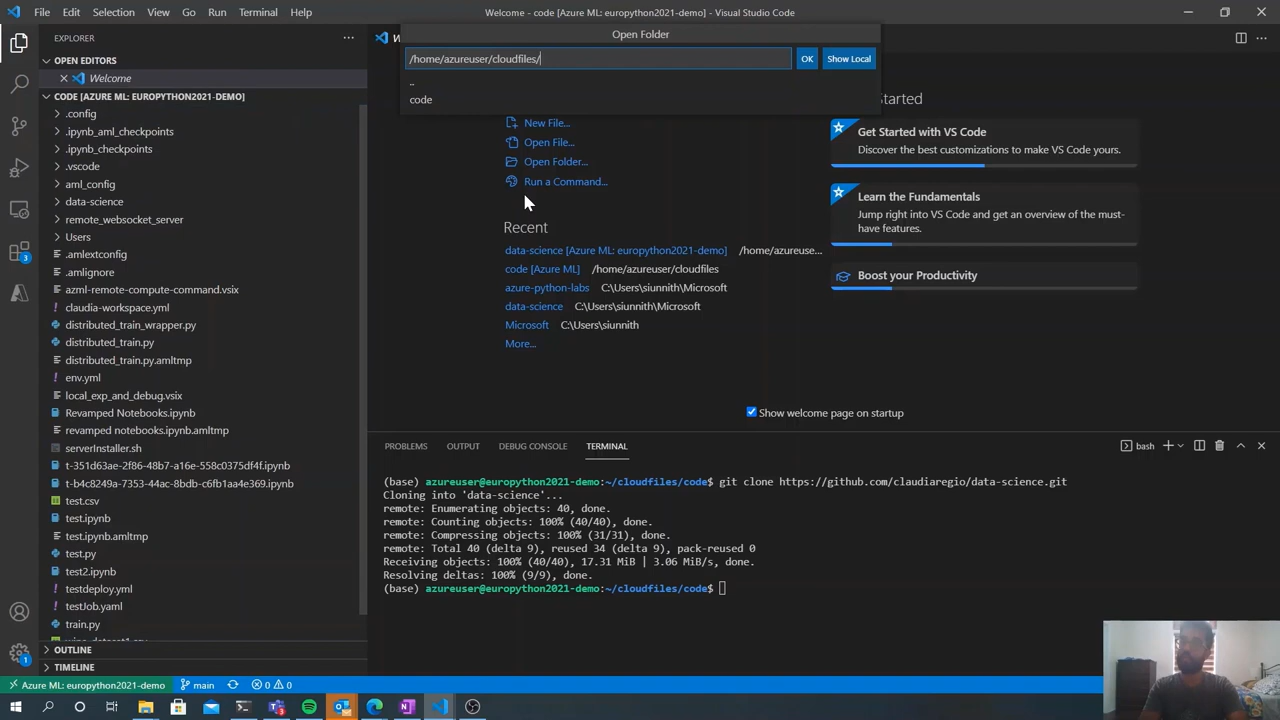 File Edit Selection View Go Run Terminal Help
Welcome - code [Azure ML: europython2021-demo] - Visual Studio Code
Open Folder
/home/azureuser/cloudfiles/
OK
Show Local
..
code
EXPLORER
OPEN EDITORS
Welcome
CODE [AZURE ML: EUROPYTHON2021-DEMO]
.config
.ipynb_aml_checkpoints
.ipynb_checkpoints
.vscode
aml_config
data-science
remote_websocket_server
Users
.amlextconfig
.amlignore
azml-remote-compute-command.vsix
claudia-workspace.yml
distributed_train_wrapper.py
distributed_train.py
distributed_train.py.amltmp
env.yml
local_exp_and_debug.vsix
Revamped Notebooks.ipynb
revamped notebooks.ipynb.amltmp
serverInstaller.sh
t-351d63ae-2f86-48b7-a16e-558c0375df4f.ipynb
t-b4c8249a-7353-44ac-8bdb-c6fb1aa4e369.ipynb
test.csv
test.ipynb
test.ipynb.amltmp
test.py
test2.ipynb
testdeploy.yml
testJob.yaml
train.py
OUTLINE
TIMELINE
New File...
Open File...
Open Folder...
Run a Command...
Recent
data-science [Azure ML: europython2021-demo] /home/azureuse...
code [Azure ML] /home/azureuser/cloudfiles
azure-python-labs C:\Users\siunnith\Microsoft
data-science C:\Users\siunnith\Microsoft
Microsoft C:\Users\siunnith
More...
Started
Get Started with VS Code
Discover the best customizations to make VS Code yours.
Learn the Fundamentals
Jump right into VS Code and get an overview of the must-
have features.
Boost your Productivity
Show welcome page on startup
PROBLEMS OUTPUT DEBUG CONSOLE TERMINAL
bash
(base) azureuser@europython2021-demo:~/cloudfiles/code$ git clone https://github.com/claudiaregio/data-science.git
Cloning into 'data-science'...
remote: Enumerating objects: 40, done.
remote: Counting objects: 100% (40/40), done.
remote: Compressing objects: 100% (31/31), done.
remote: Total 40 (delta 9), reused 34 (delta 9), pack-reused 0
Receiving objects: 100% (40/40), 17.31 MiB | 3.06 MiB/s, done.
Resolving deltas: 100% (9/9), done.
(base) azureuser@europython2021-demo:~/cloudfiles/code$
3
1
Azure ML: europython2021-demo
main
0
0